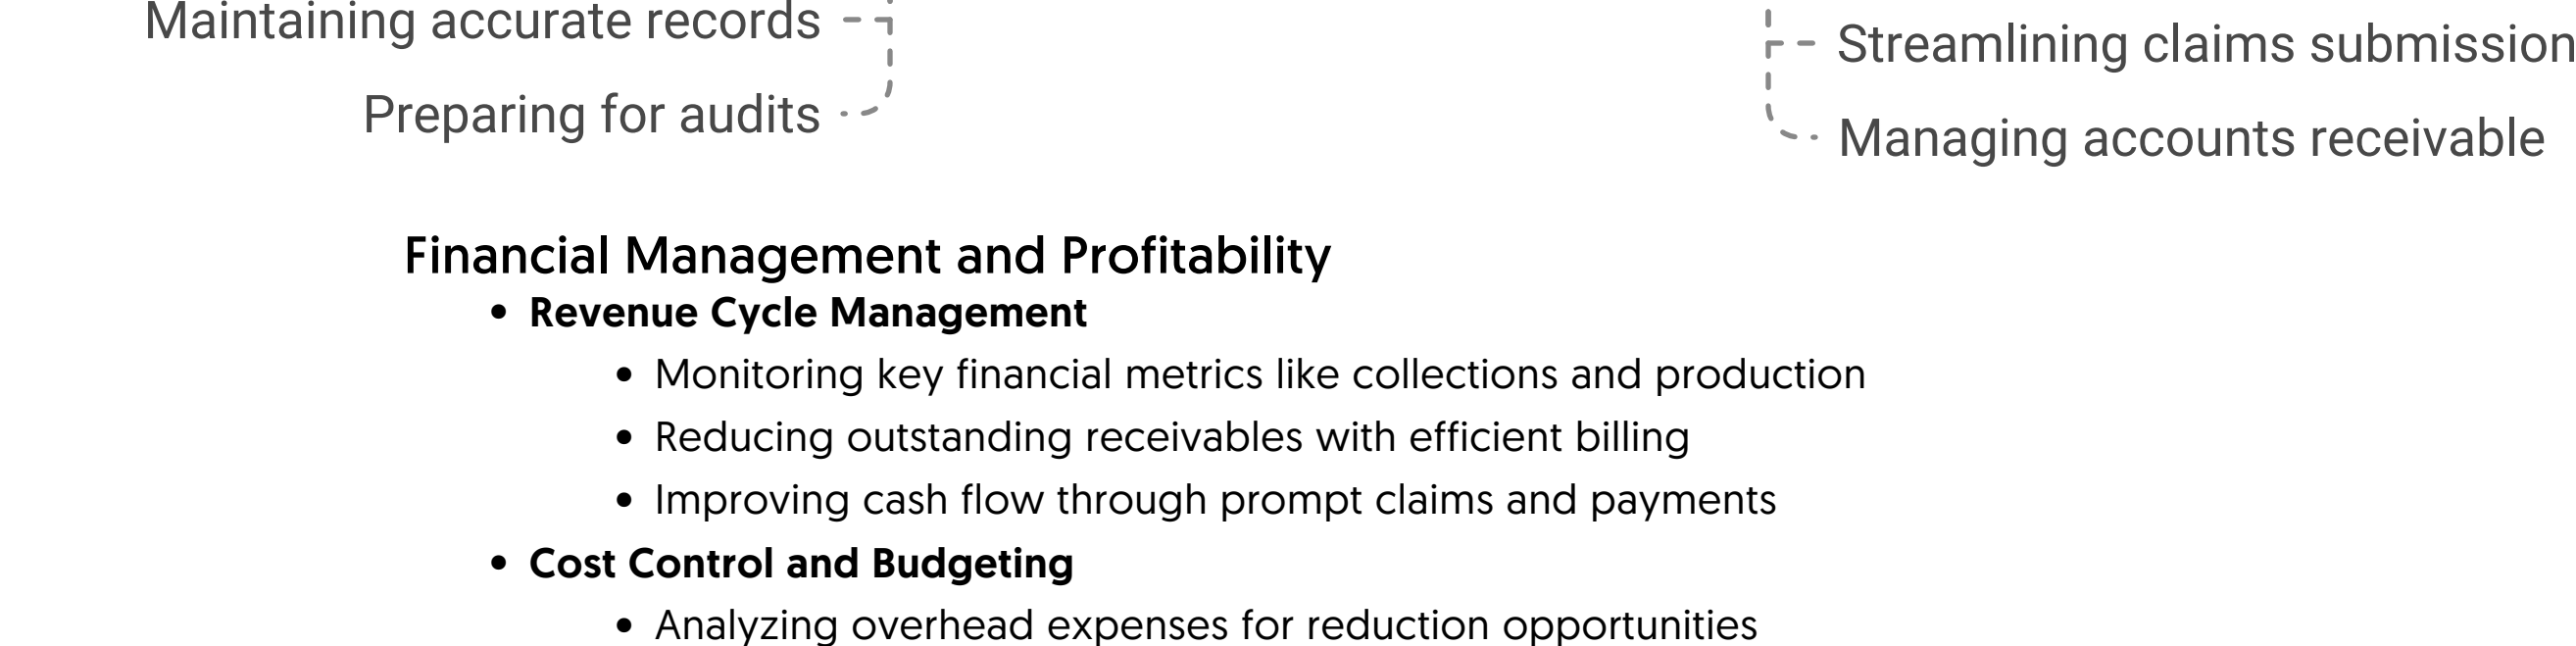 Maintaining accurate records
Streamlining claims submission
Preparing for audits
Managing accounts receivable
Financial Management and Profitability
• Revenue Cycle Management
• Monitoring key financial metrics like collections and production
• Reducing outstanding receivables with efficient billing
• Improving cash flow through prompt claims and payments
• Cost Control and Budgeting
• Analyzing overhead expenses for reduction opportunities